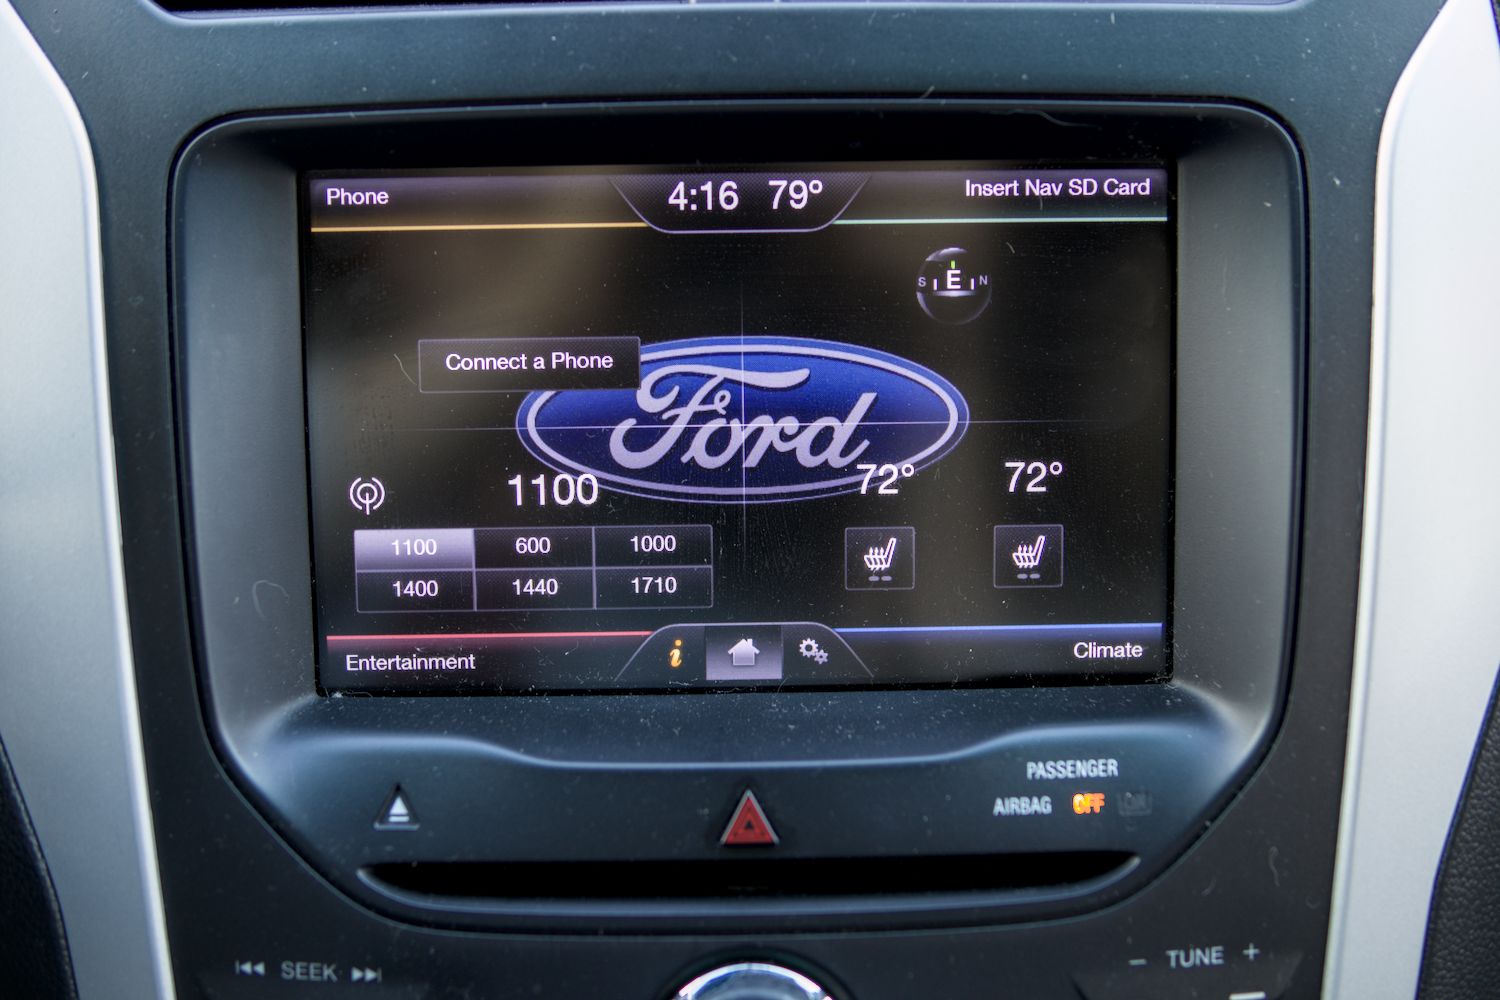 Phone
4:16 79°
Insert Nav SD Card
S E N
Connect a Phone
Ford
1100
72°
72°
1100 600 1000
1400 1440 1710
Entertainment
i
Climate
PASSENGER
AIRBAG OFF ON
SEEK
- TUNE +